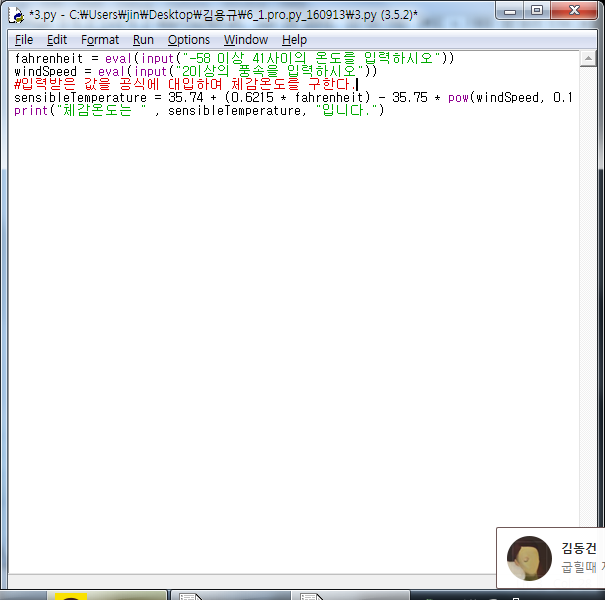 *3.py - C:\Users\jin\Desktop\김용규\6_1.pro.py_160913\3.py (3.5.2)*
File Edit Format Run Options Window Help
fahrenheit = eval(input("-58 이상 41사이의 온도를 입력하시오"))
windSpeed = eval(input("2이상의 풍속을 입력하시오"))
#입력받은 값을 공식에 대입하여 체감온도를 구한다.
sensibleTemperature = 35.74 + (0.6215 * fahrenheit) - 35.75 * pow(windSpeed, 0.1
print("체감온도는 " , sensibleTemperature, "입니다.")
김동건
굽힐때